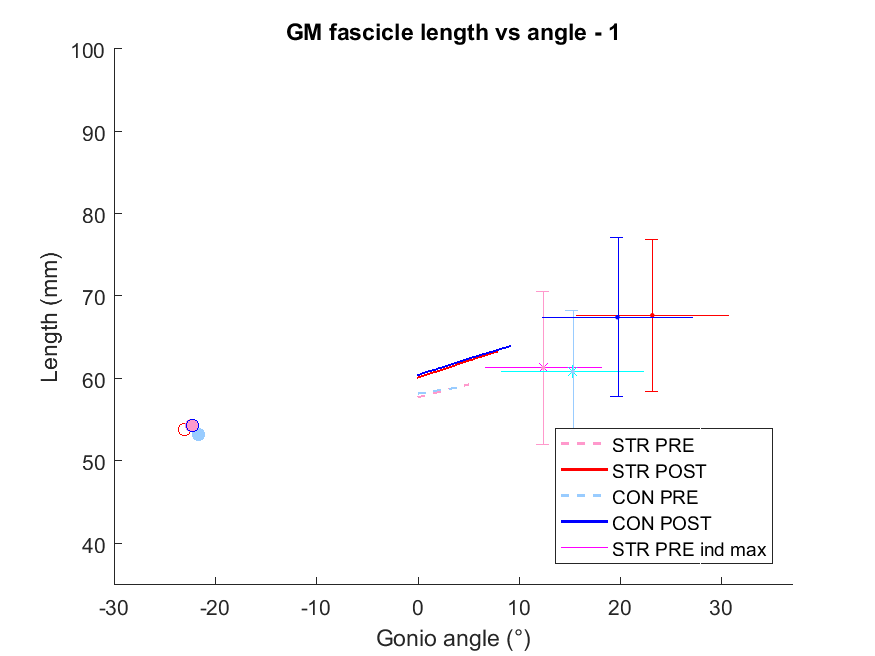 GM fascicle length vs angle - 1
100
90
80
70
60
50
40
Length (mm)
-30 -20 -10 0 10 20 30
Gonio angle (°)
STR PRE
STR POST
CON PRE
CON POST
STR PRE ind max